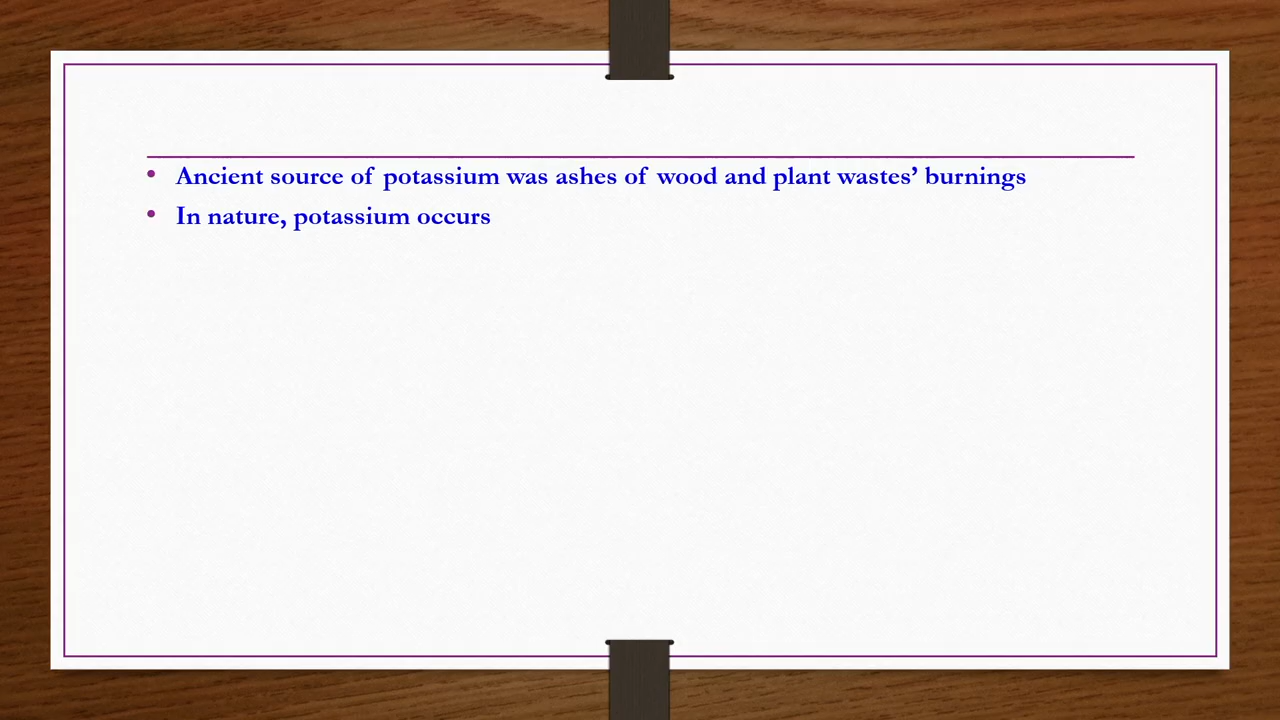 • Ancient source of potassium was ashes of wood and plant wastes’ burnings
• In nature, potassium occurs